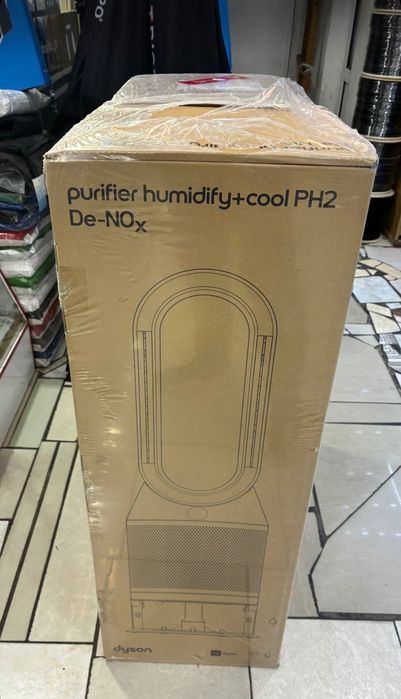 purifier humidify+cool PH2
De-NOx
dyson